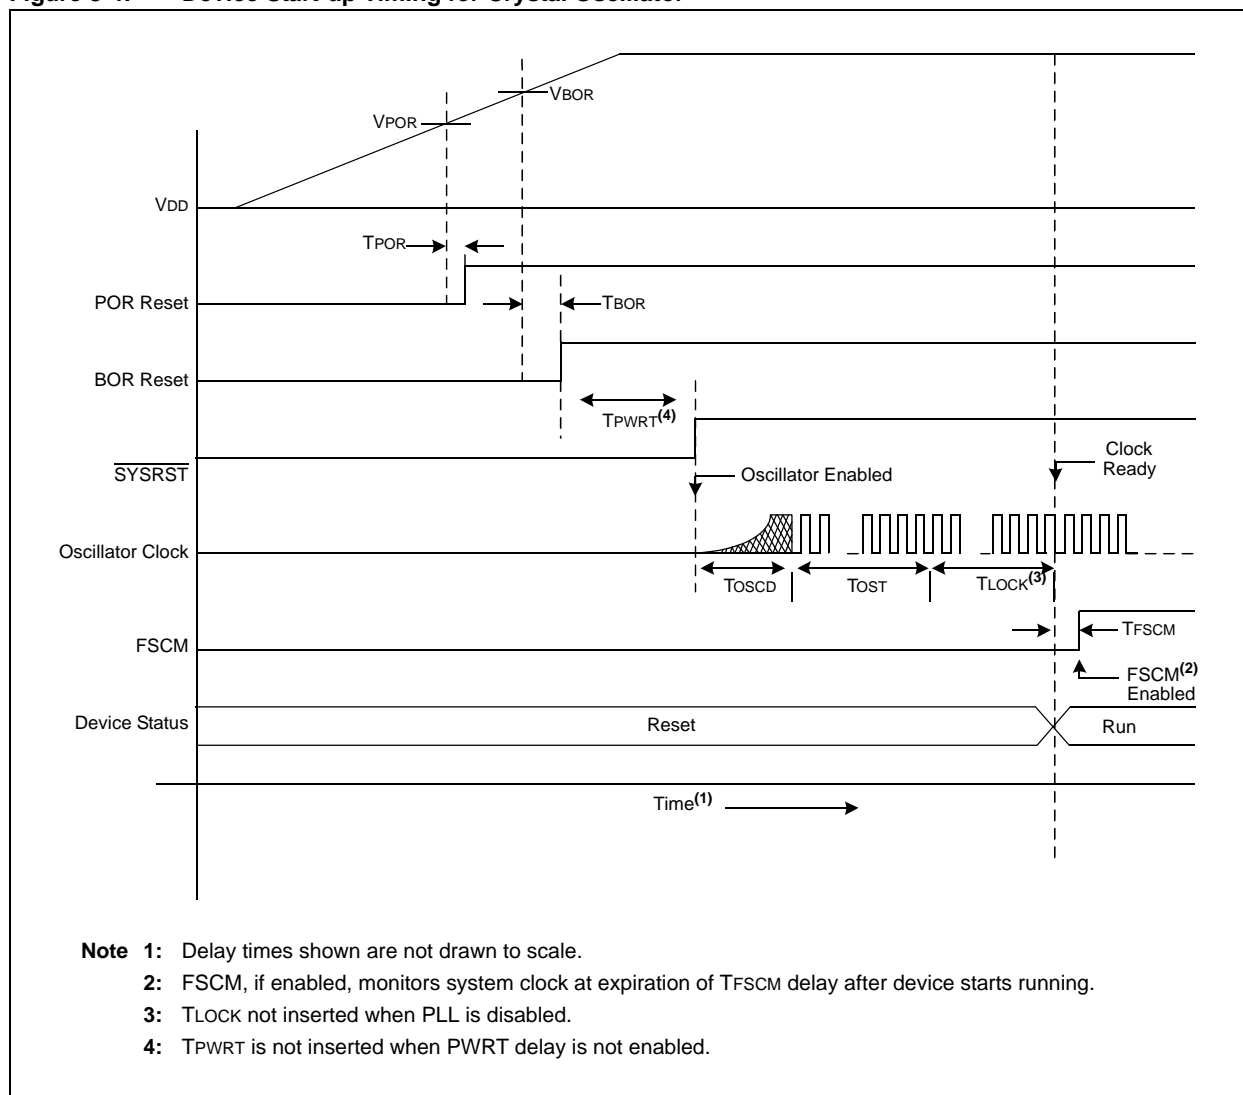 VBOR
VPOR
VDD
TPOR
POR Reset
TBOR
BOR Reset
TPWRT(4)
SYSRST
Clock
Ready
Oscillator Enabled
Oscillator Clock
TOSCD
TOST
TLOCK(3)
TFSCM
FSCM
FSCM(2)
Enabled
Device Status
Reset
Run
Time(1)
Note 1: Delay times shown are not drawn to scale.
2: FSCM, if enabled, monitors system clock at expiration of TFSCM delay after device starts running.
3: TLOCK not inserted when PLL is disabled.
4: TPWRT is not inserted when PWRT delay is not enabled.